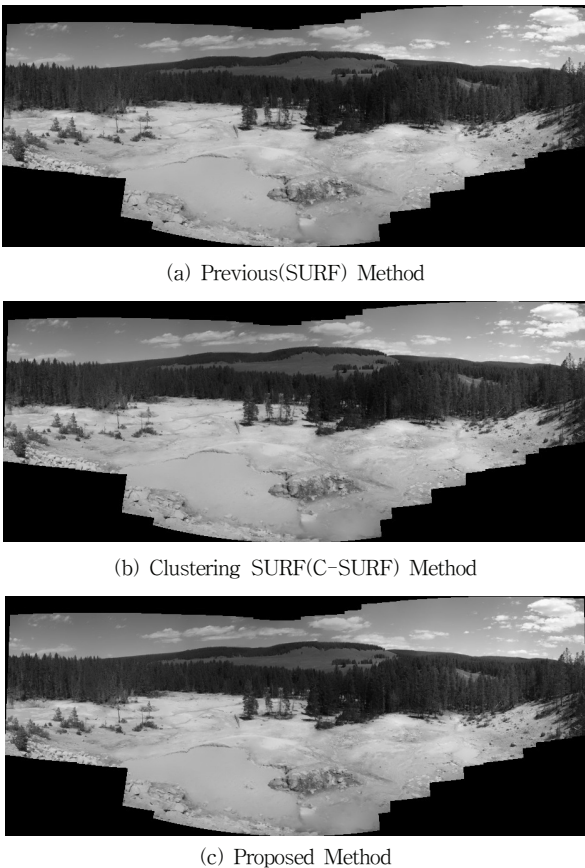 (a) Previous(SURF) Method
(b) Clustering SURF(C-SURF) Method
(c) Proposed Method